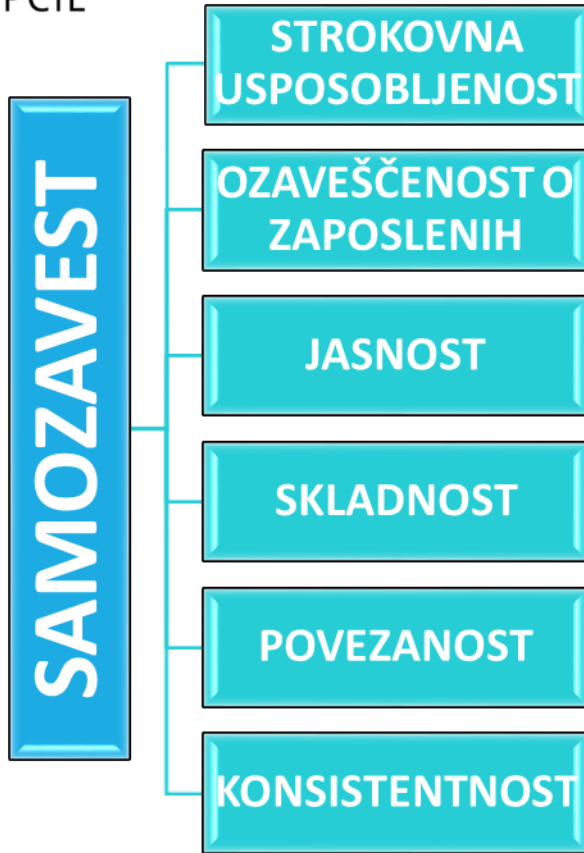 SAMOZAVEST
STROKOVNA
USPOSOBLJENOST
OZAVEŠČENOST O
ZAPOSLENIH
JASNOST
SKLADNOST
POVEZANOST
KONSISTENTNOST